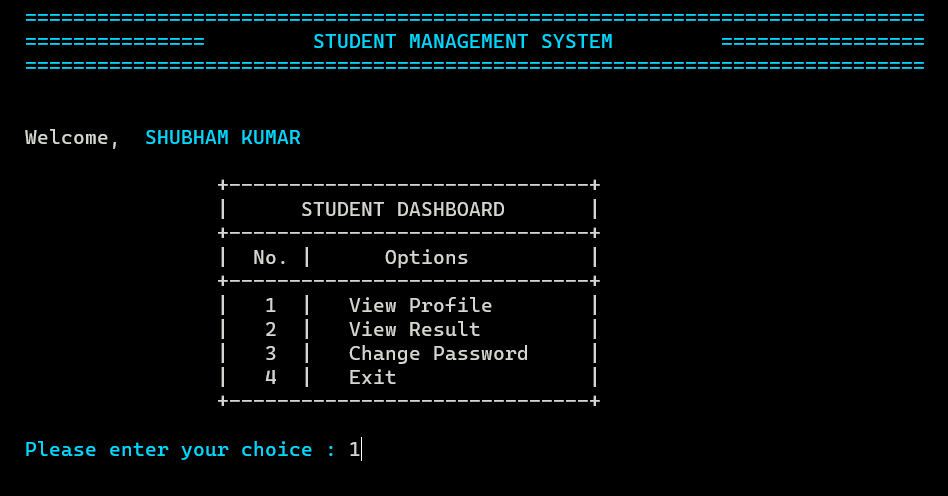 ===========================================================================
===============         STUDENT MANAGEMENT SYSTEM         =================
===========================================================================
Welcome,  SHUBHAM KUMAR
+------------------------------+
|      STUDENT DASHBOARD       |
+------------------------------+
|  No. |      Options          |
+------------------------------+
|   1  |   View Profile        |
|   2  |   View Result         |
|   3  |   Change Password     |
|   4  |   Exit                |
+------------------------------+
Please enter your choice : 1